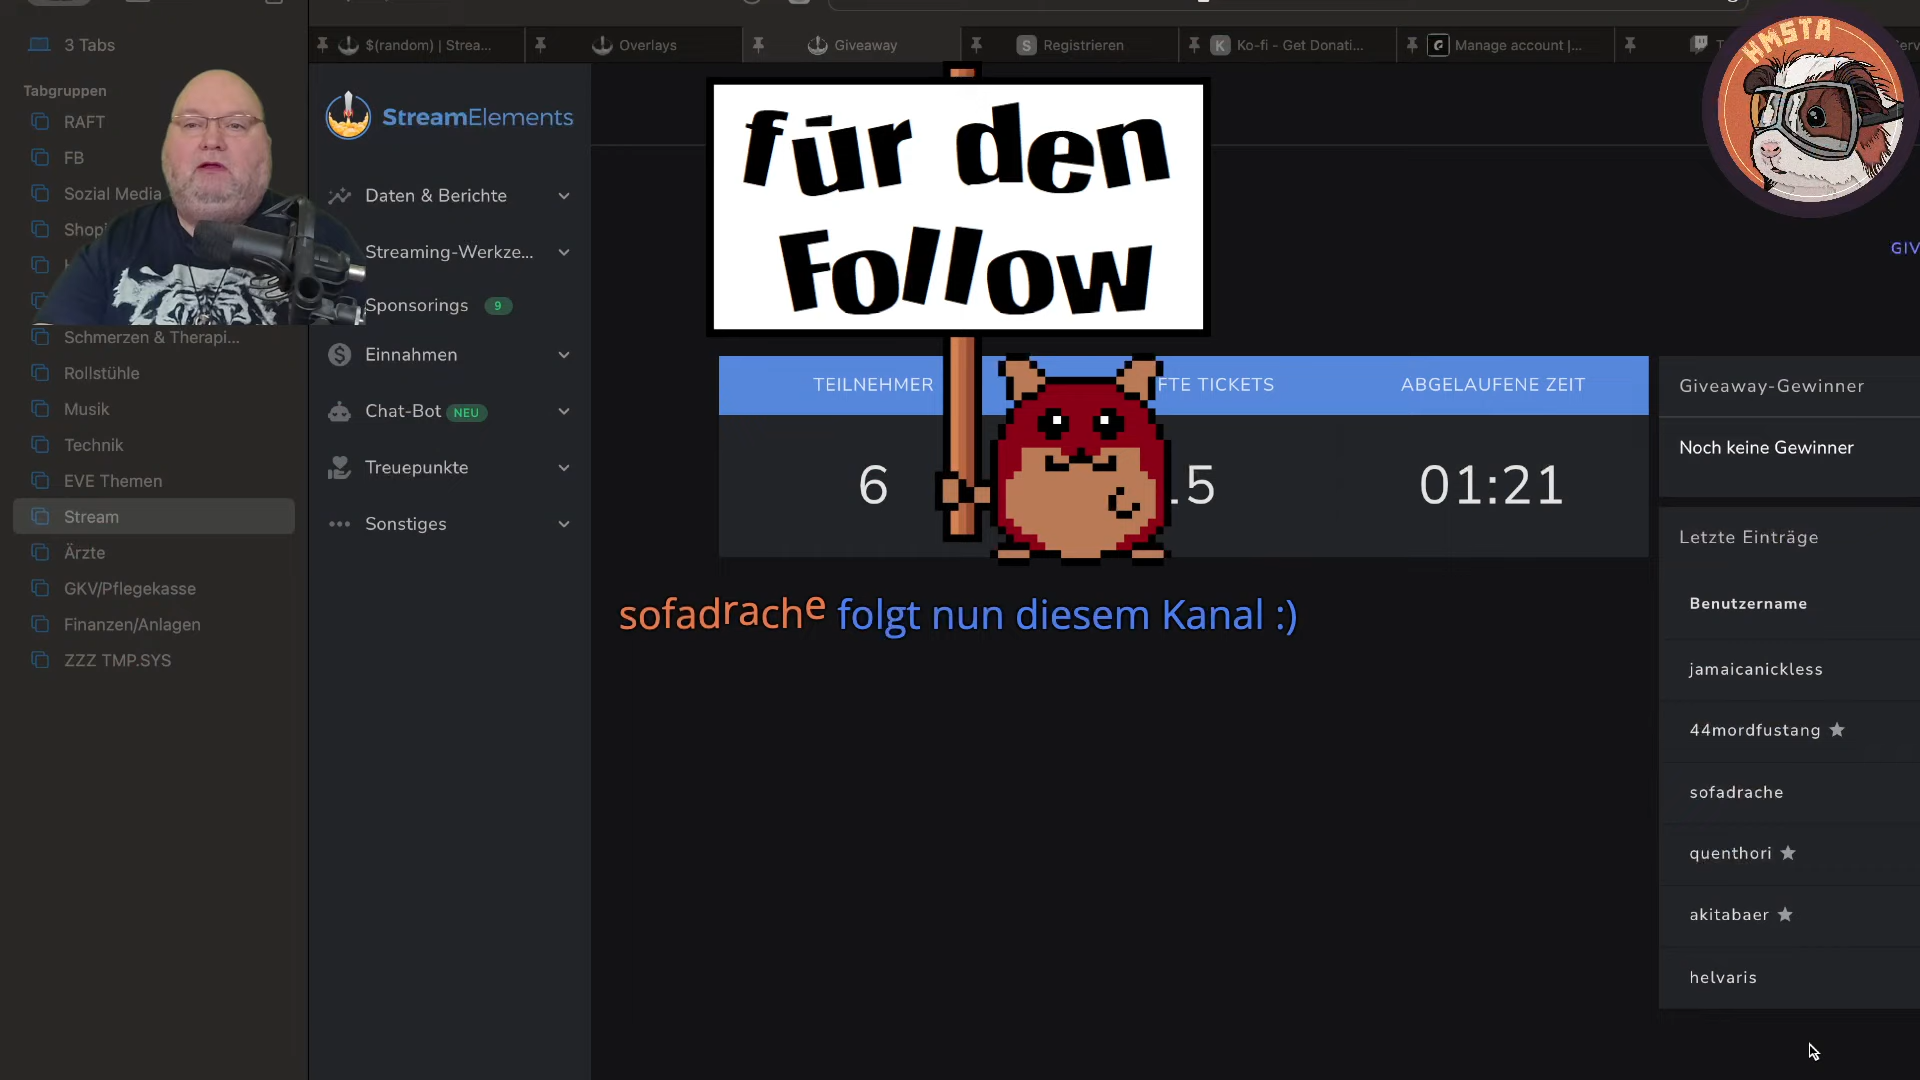 3 Tabs
Tabgruppen
RAFT
FB
Sozial Media
Schmerzen & Therapi...
Rollstühle
Musik
Technik
EVE Themen
Stream
Ärzte
GKV/Pflegekasse
Finanzen/Anlagen
ZZZ TMP.SYS
$(random) | Strea...
Overlays
Giveaway
Registrieren
Ko-fi - Get Donati...
Manage account |...
StreamElements
Daten & Berichte
Streaming-Werkze...
Sponsorings 9
Einnahmen
Chat-Bot NEU
Treuepunkte
Sonstiges
für den
Follow
HMSTA
GIV
TEILNEHMER
FTE TICKETS
ABGELAUFENE ZEIT
6
15
01:21
sofadrache folgt nun diesem Kanal :)
Giveaway-Gewinner
Noch keine Gewinner
Letzte Einträge
Benutzername
jamaicanickless
44mordfustang
sofadrache
quenthori
akitabaer
helvaris